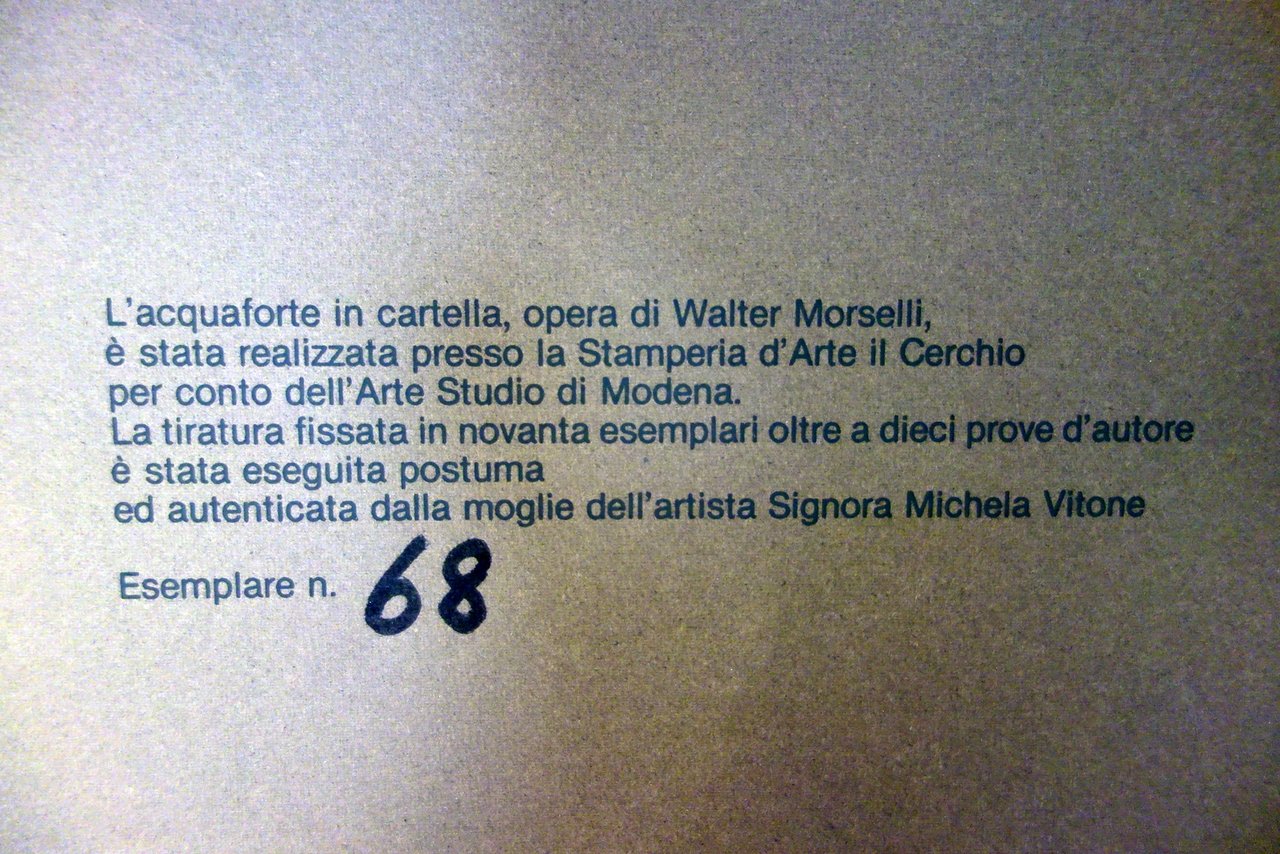 L'acquaforte in cartella, opera di Walter Morselli,
è stata realizzata presso la Stamperia d'Arte il Cerchio
per conto dell'Arte Studio di Modena.
La tiratura fissata in novanta esemplari oltre a dieci prove d'autore
è stata eseguita postuma
ed autenticata dalla moglie dell'artista Signora Michela Vitone
Esemplare n. 68